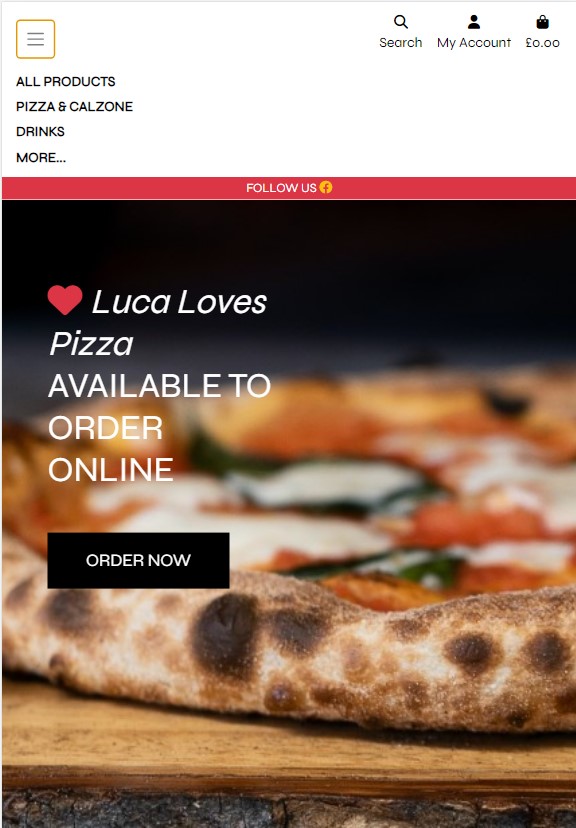 Search
My Account
£0.00
ALL PRODUCTS
PIZZA & CALZONE
DRINKS
MORE...
FOLLOW US
Luca Loves
Pizza
AVAILABLE TO
ORDER
ONLINE
ORDER NOW